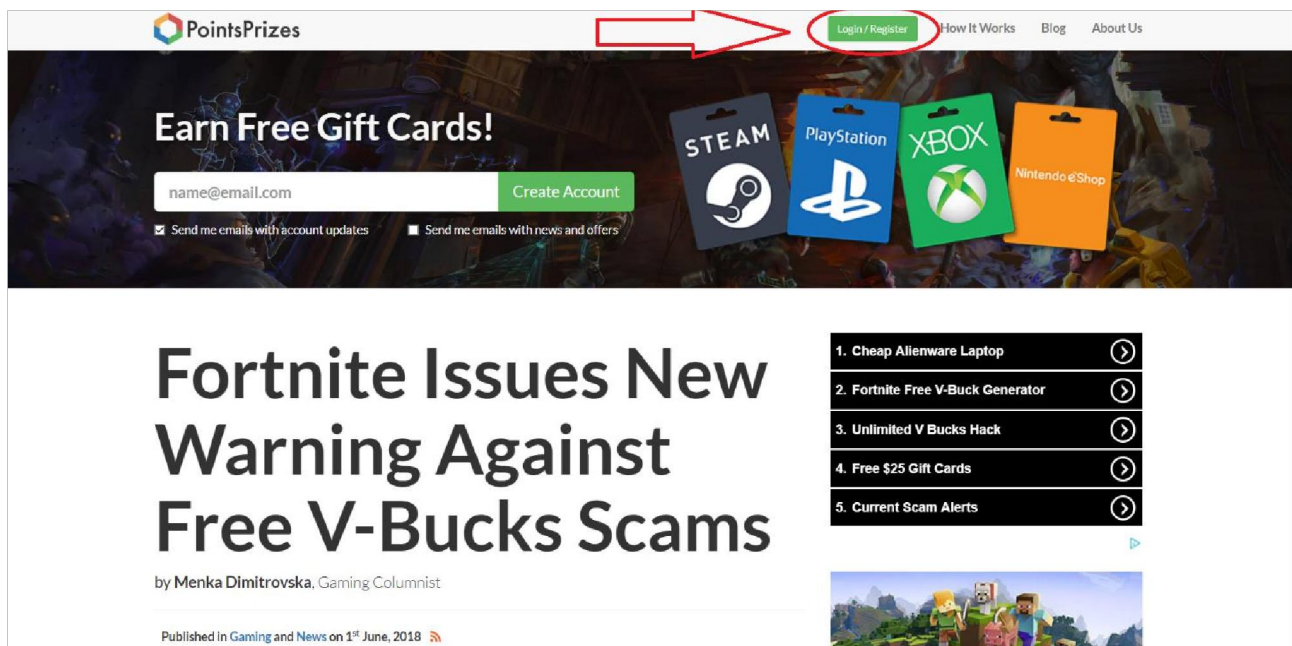 PointsPrizes
Login / Register
How It Works
Blog
About Us
Earn Free Gift Cards!
name@email.com
Create Account
Send me emails with account updates
Send me emails with news and offers
STEAM
PlayStation
XBOX
Nintendo eShop
Fortnite Issues New
Warning Against
Free V-Bucks Scams
by Menka Dimitrovska, Gaming Columnist
Published in Gaming and News on 1st June, 2018
1. Cheap Alienware Laptop
2. Fortnite Free V-Buck Generator
3. Unlimited V Bucks Hack
4. Free $25 Gift Cards
5. Current Scam Alerts